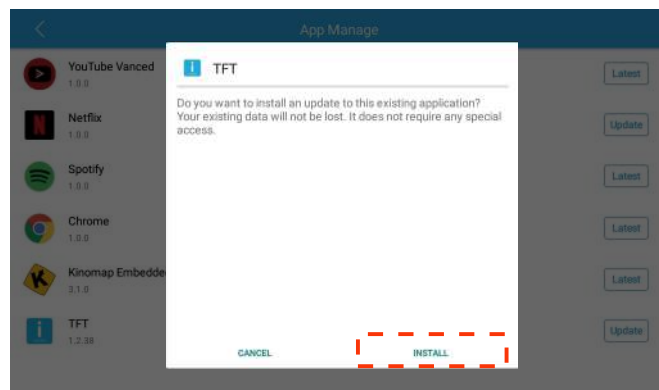 App Manage
YouTube Vanced
1.0.0
Latest
Netflix
1.0.0
Update
Spotify
1.0.0
Latest
Chrome
1.0.0
Latest
Kinomap Embedde
3.1.0
Latest
TFT
1.2.38
Update
TFT
Do you want to install an update to this existing application?
Your existing data will not be lost. It does not require any special
access.
CANCEL
INSTALL